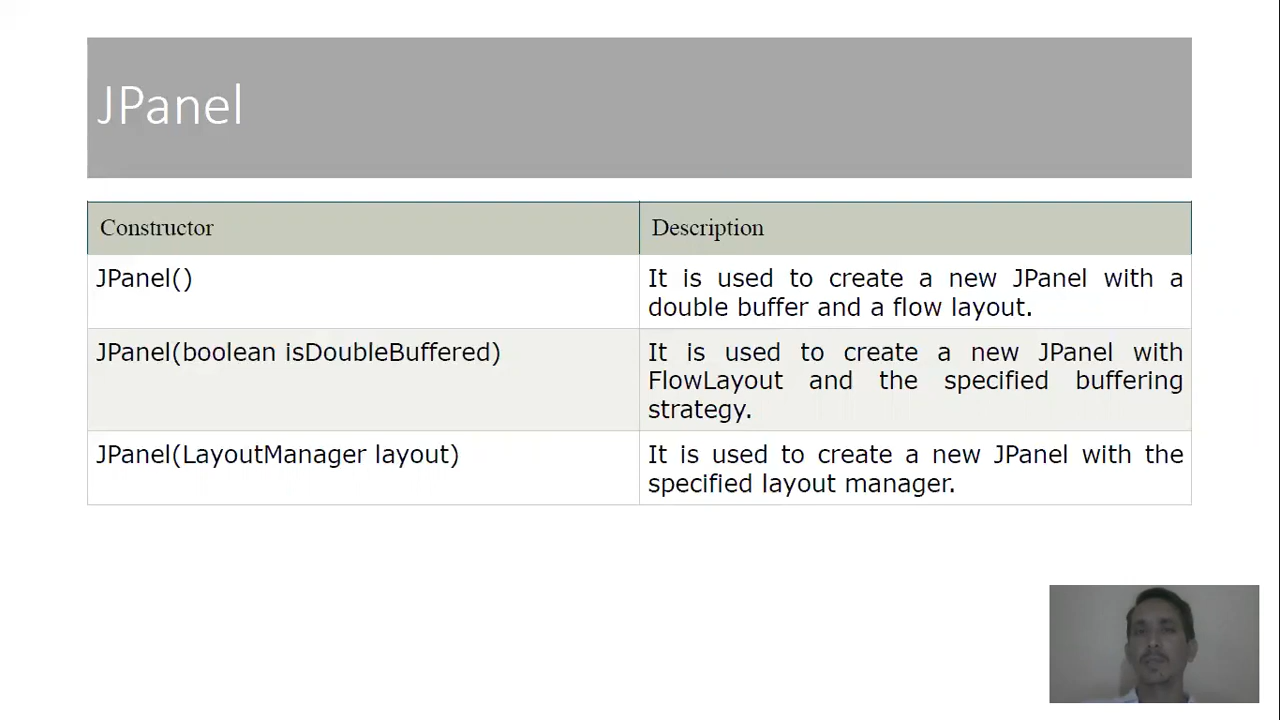 JPanel
Constructor
Description
JPanel()
It is used to create a new JPanel with a
double buffer and a flow layout.
JPanel(boolean isDoubleBuffered)
It is used to create a new JPanel with
FlowLayout and the specified buffering
strategy.
JPanel(LayoutManager layout)
It is used to create a new JPanel with the
specified layout manager.